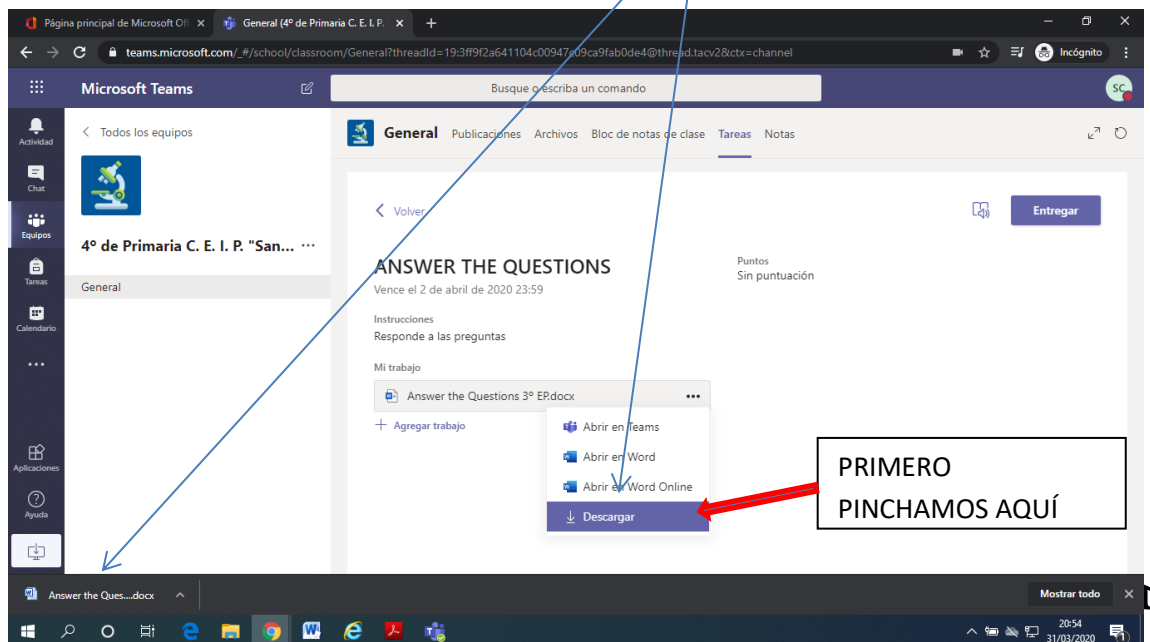 Página principal de Microsoft Of
General (4º de Primaria C. E. I. P.
teams.microsoft.com/_#/school/classroom/General?threadId=19:3ff9f2a641104c00947c09ca9fab0de4@thread.tacv2&ctx=channel
Incógnito
Microsoft Teams
Busque o escriba un comando
SC
Actividad
Chat
Equipos
Tareas
Calendario
Aplicaciones
Ayuda
Todos los equipos
4º de Primaria C. E. I. P. "San...
General
General Publicaciones Archivos Bloc de notas de clase Tareas Notas
Volver
Entregar
ANSWER THE QUESTIONS
Vence el 2 de abril de 2020 23:59
Puntos
Sin puntuación
Instrucciones
Responde a las preguntas
Mi trabajo
Answer the Questions 3º EP.docx
+ Agregar trabajo
Abrir en Teams
Abrir en Word
Abrir en Word Online
Descargar
PRIMERO
PINCHAMOS AQUÍ
Answer the Ques....docx
Mostrar todo
20:54
31/03/2020